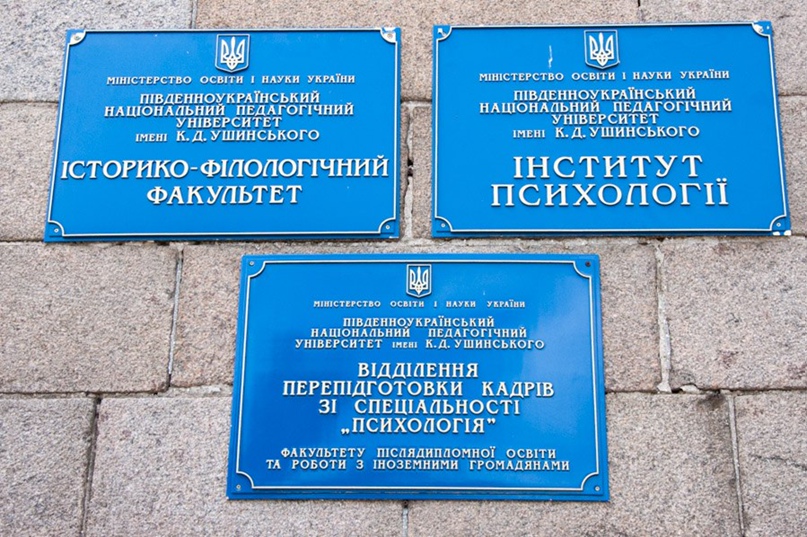 МІНІСТЕРСТВО ОСВІТИ І НАУКИ УКРАЇНИ
ПІВДЕННОУКРАЇНСЬКИЙ
НАЦІОНАЛЬНИЙ ПЕДАГОГІЧНИЙ
УНІВЕРСИТЕТ
ІМЕНІ К.Д.УШИНСЬКОГО
ІСТОРИКО-ФІЛОЛОГІЧНИЙ
ФАКУЛЬТЕТ
МІНІСТЕРСТВО ОСВІТИ І НАУКИ УКРАЇНИ
ПІВДЕННОУКРАЇНСЬКИЙ
НАЦІОНАЛЬНИЙ ПЕДАГОГІЧНИЙ
УНІВЕРСИТЕТ
ІМЕНІ К.Д.УШИНСЬКОГО
ІНСТИТУТ
ПСИХОЛОГІЇ
МІНІСТЕРСТВО ОСВІТИ І НАУКИ УКРАЇНИ
ПІВДЕННОУКРАЇНСЬКИЙ
НАЦІОНАЛЬНИЙ ПЕДАГОГІЧНИЙ
УНІВЕРСИТЕТ ІМЕНІ К.Д.УШИНСЬКОГО
ВІДДІЛЕННЯ
ПЕРЕПІДГОТОВКИ КАДРІВ
ЗІ СПЕЦІАЛЬНОСТІ
„ПСИХОЛОГІЯ"
ФАКУЛЬТЕТУ ПІСЛЯДИПЛОМНОЇ ОСВІТИ
ТА РОБОТИ З ІНОЗЕМНИМИ ГРОМАДЯНАМИ